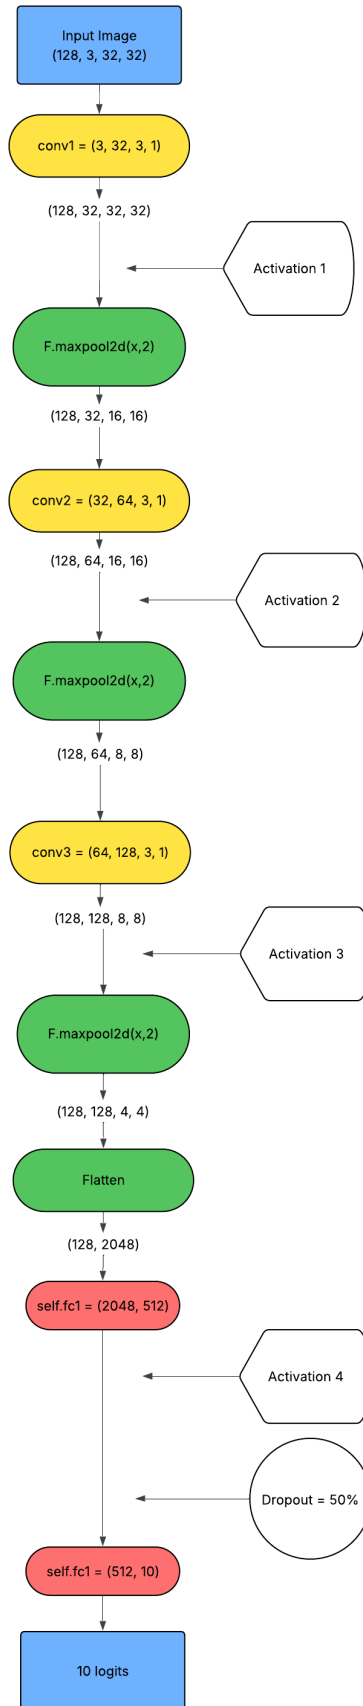 Input Image
(128, 3, 32, 32)
conv1 = (3, 32, 3, 1)
(128, 32, 32, 32)
Activation 1
F.maxpool2d(x,2)
(128, 32, 16, 16)
conv2 = (32, 64, 3, 1)
(128, 64, 16, 16)
Activation 2
F.maxpool2d(x,2)
(128, 64, 8, 8)
conv3 = (64, 128, 3, 1)
(128, 128, 8, 8)
Activation 3
F.maxpool2d(x,2)
(128, 128, 4, 4)
Flatten
(128, 2048)
self.fc1 = (2048, 512)
Activation 4
Dropout = 50%
self.fc1 = (512, 10)
10 logits